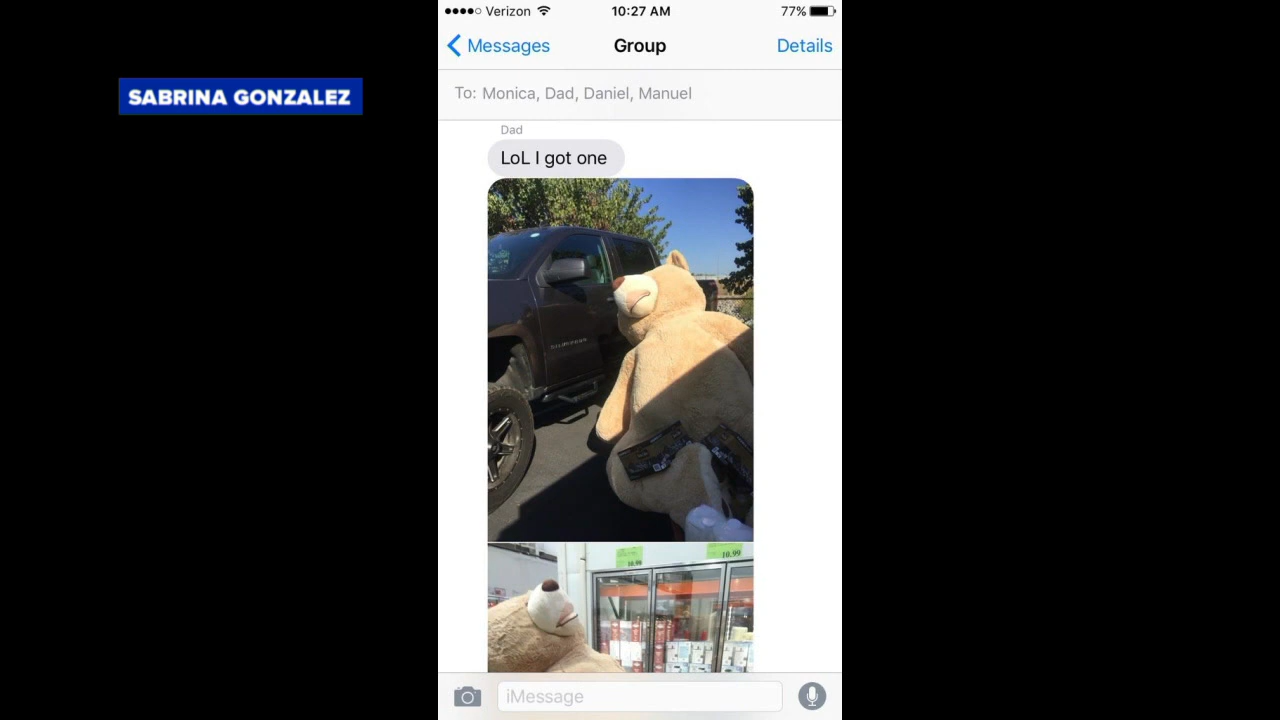 ●●●●○ Verizon 10:27 AM 77%
Messages Group Details
SABRINA GONZALEZ
To: Monica, Dad, Daniel, Manuel
Dad
LoL I got one
SILVERADO
10.99 10.99
iMessage